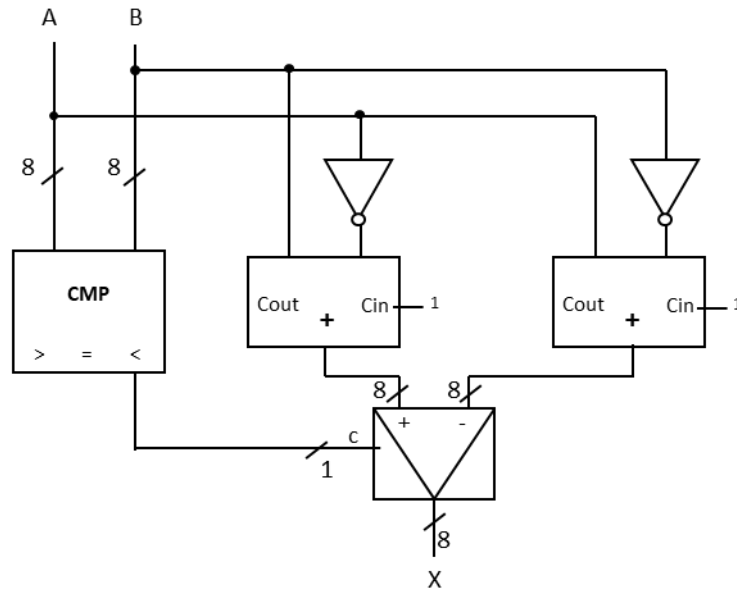 A B
8 8
CMP
> = <
Cout + Cin 1
Cout + Cin 1
8 8
+ -
c
1
8
X